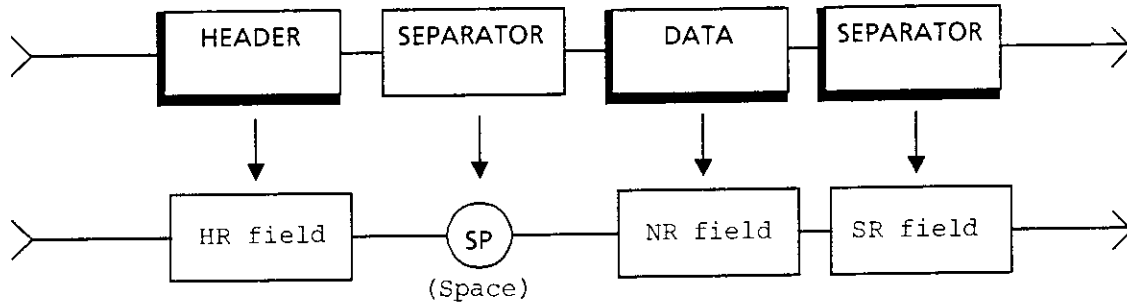 HEADER SEPARATOR DATA SEPARATOR
HR field SP NR field SR field
(Space)